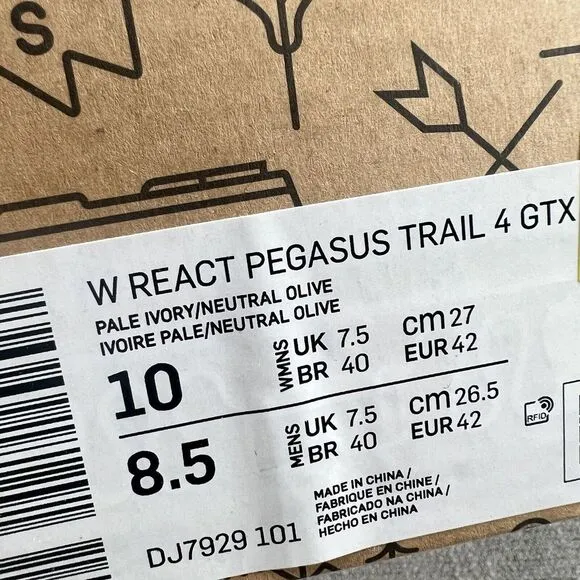 S
W REACT PEGASUS TRAIL 4 GTX
PALE IVORY/NEUTRAL OLIVE
IVOIRE PALE/NEUTRAL OLIVE
10 WMNS UK 7.5 cm 27
BR 40 EUR 42
8.5 MENS UK 7.5 cm 26.5
BR 40 EUR 42
RFID
MADE IN CHINA /
FABRIQUE EN CHINE /
FABRICADO NA CHINA /
HECHO EN CHINA
DJ7929 101